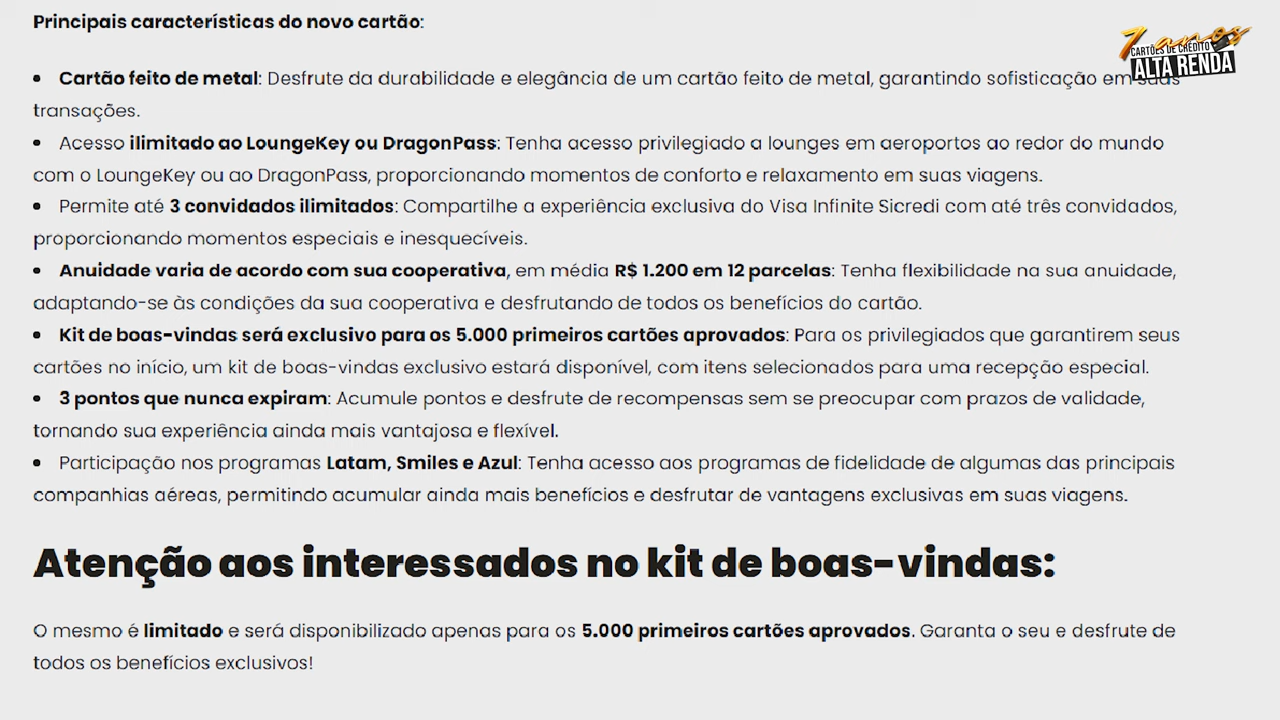 Principais características do novo cartão:
7 anos
CARTÕES DE CRÉDITO
ALTA RENDA
• Cartão feito de metal: Desfrute da durabilidade e elegância de um cartão feito de metal, garantindo sofisticação em suas
transações.
• Acesso ilimitado ao LoungeKey ou DragonPass: Tenha acesso privilegiado a lounges em aeroportos ao redor do mundo
com o LoungeKey ou ao DragonPass, proporcionando momentos de conforto e relaxamento em suas viagens.
• Permite até 3 convidados ilimitados: Compartilhe a experiência exclusiva do Visa Infinite Sicredi com até três convidados,
proporcionando momentos especiais e inesquecíveis.
• Anuidade varia de acordo com sua cooperativa, em média R$ 1.200 em 12 parcelas: Tenha flexibilidade na sua anuidade,
adaptando-se às condições da sua cooperativa e desfrutando de todos os benefícios do cartão.
• Kit de boas-vindas será exclusivo para os 5.000 primeiros cartões aprovados: Para os privilegiados que garantirem seus
cartões no início, um kit de boas-vindas exclusivo estará disponível, com itens selecionados para uma recepção especial.
• 3 pontos que nunca expiram: Acumule pontos e desfrute de recompensas sem se preocupar com prazos de validade,
tornando sua experiência ainda mais vantajosa e flexível.
• Participação nos programas Latam, Smiles e Azul: Tenha acesso aos programas de fidelidade de algumas das principais
companhias aéreas, permitindo acumular ainda mais benefícios e desfrutar de vantagens exclusivas em suas viagens.
Atenção aos interessados no kit de boas-vindas:
O mesmo é limitado e será disponibilizado apenas para os 5.000 primeiros cartões aprovados. Garanta o seu e desfrute de
todos os benefícios exclusivos!